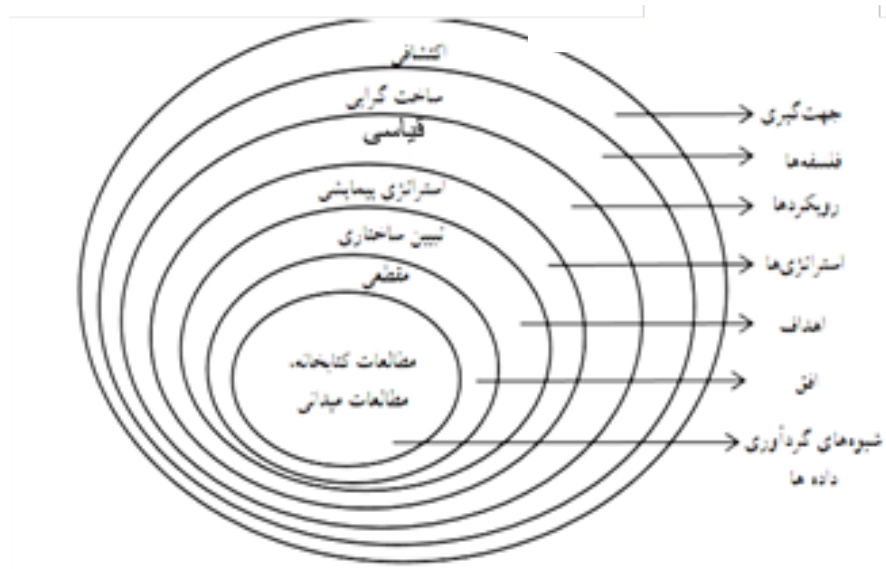 اکتشافی
ساخت گرایی
قیاسی
استراتژی پیمایشی
تبیین ساختاری
مقطعی
مطالعات کتابخانه،
مطالعات میدانی
جهت‌گیری
فلسفه‌ها
رویکردها
استراتژی‌ها
اهداف
افق
شیوه‌های گردآوری
داده ها